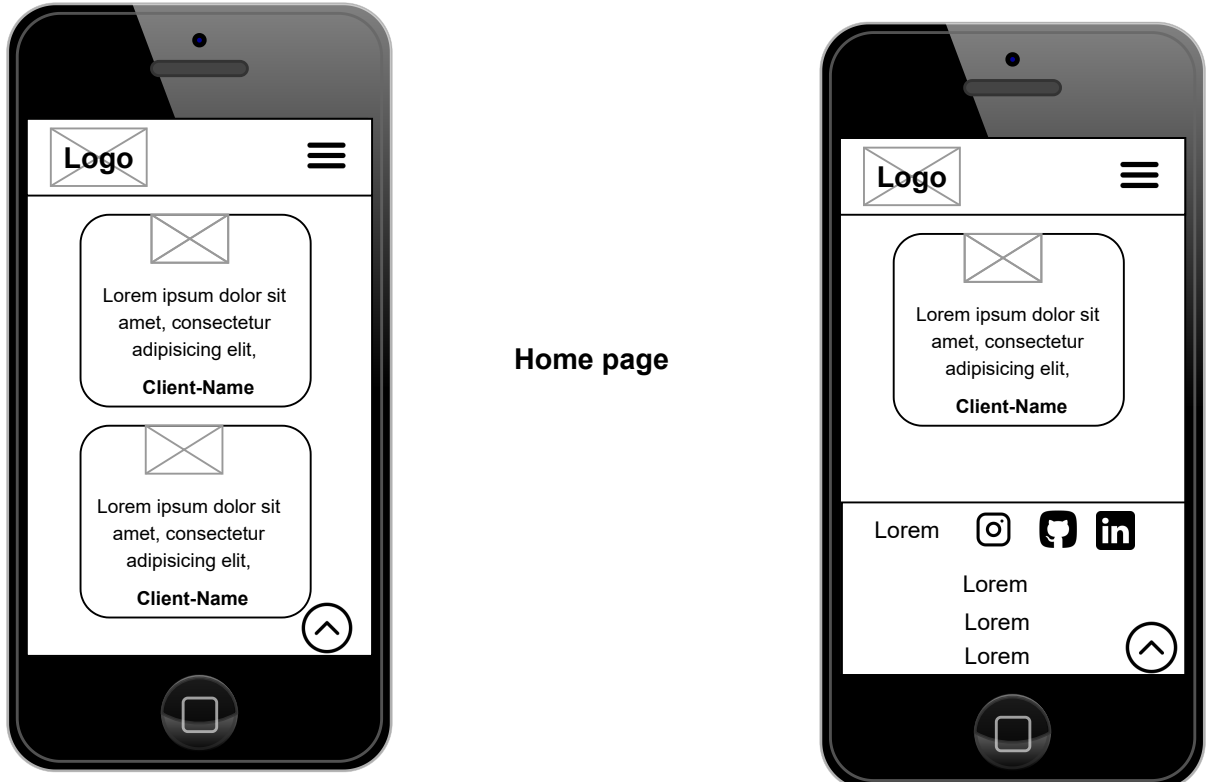 Logo
Lorem ipsum dolor sit
amet, consectetur
adipisicing elit,
Client-Name
Lorem ipsum dolor sit
amet, consectetur
adipisicing elit,
Client-Name
Home page
Logo
Lorem ipsum dolor sit
amet, consectetur
adipisicing elit,
Client-Name
Lorem in
Lorem
Lorem
Lorem